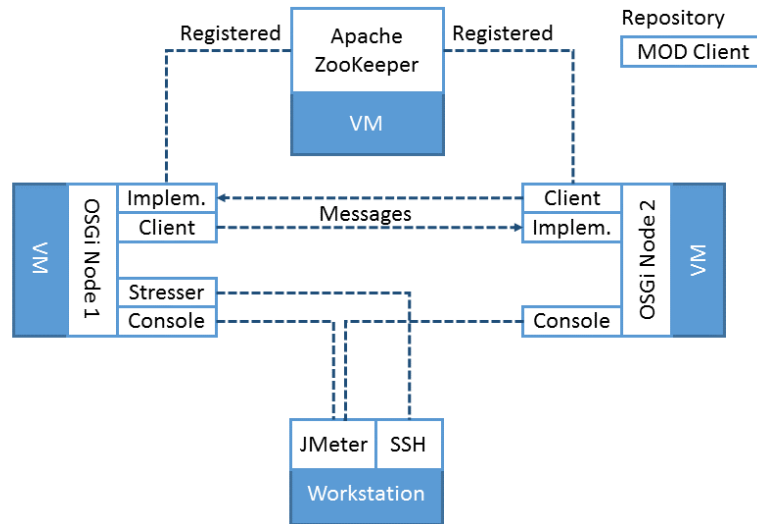 Repository
MOD Client
Registered
Apache
ZooKeeper
Registered
VM
VM
OSGi Node 1
Implem.
Client
Stresser
Console
Messages
Client
Implem.
Console
OSGi Node 2
VM
JMeter
SSH
Workstation